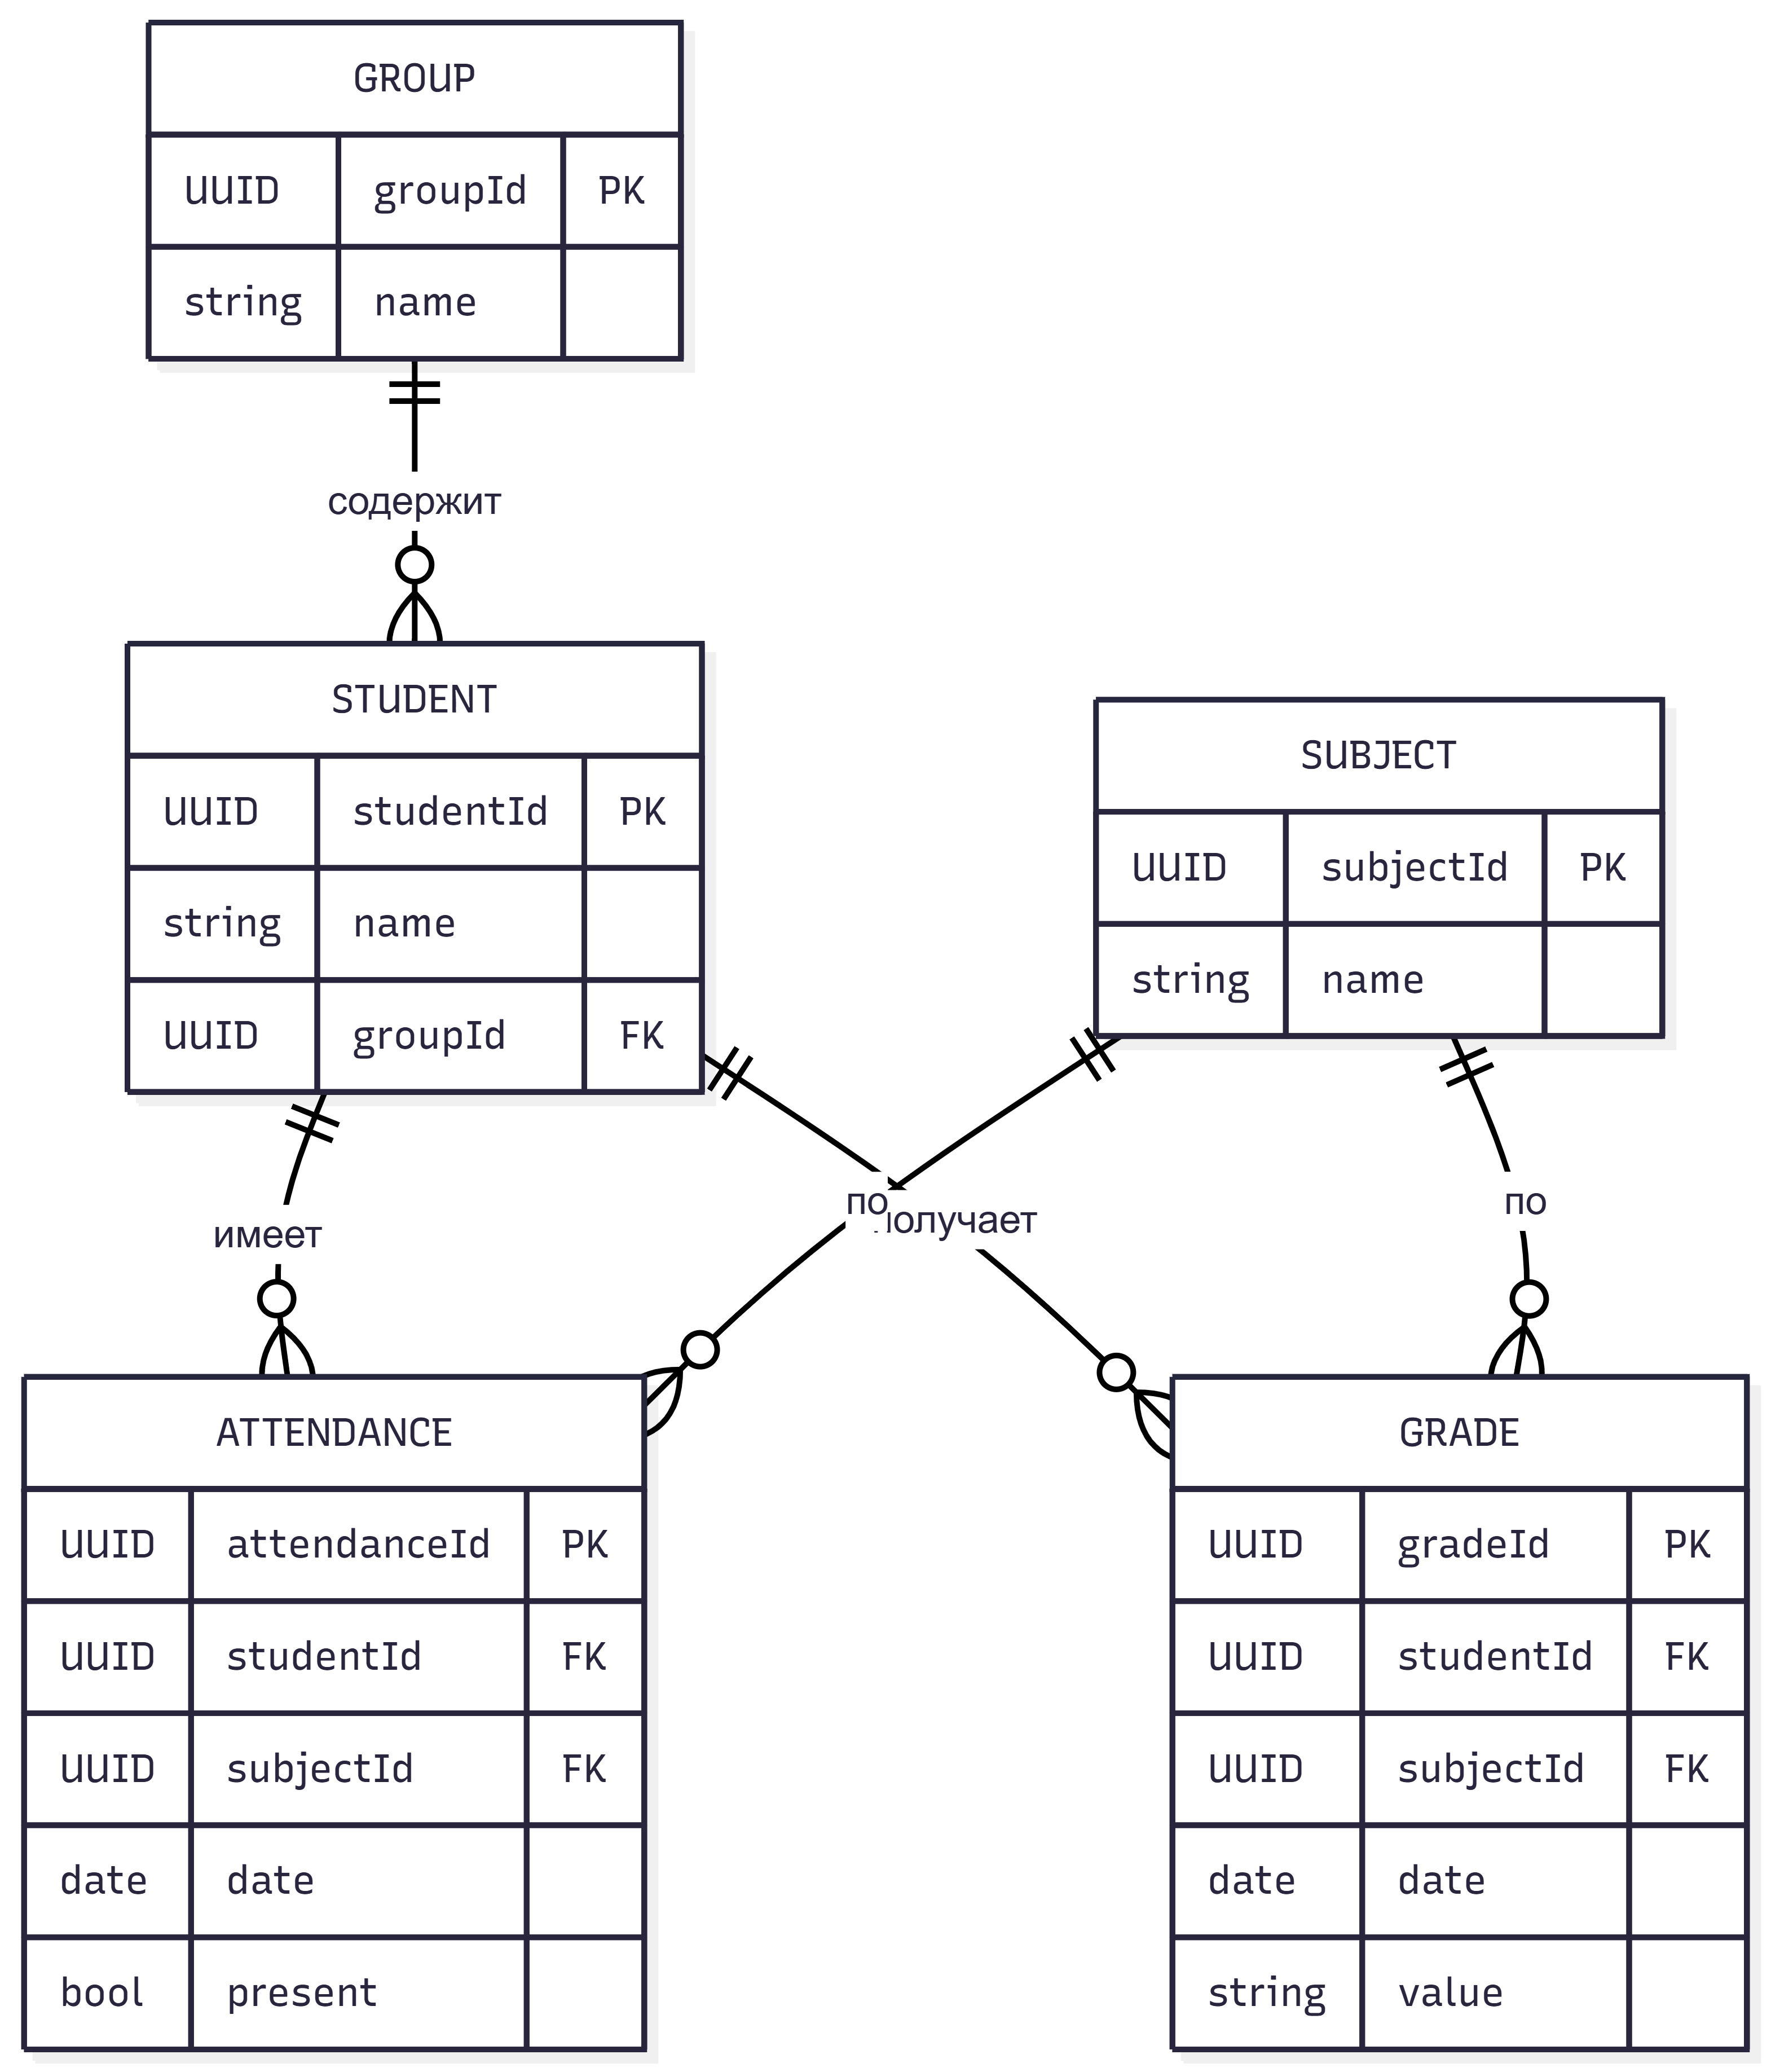 GROUP
UUID groupId PK
string name
содержит
STUDENT
UUID studentId PK
string name
UUID groupId FK
SUBJECT
UUID subjectId PK
string name
имеет
по
получает
по
ATTENDANCE
UUID attendanceId PK
UUID studentId FK
UUID subjectId FK
date date
bool present
GRADE
UUID gradeId PK
UUID studentId FK
UUID subjectId FK
date date
string value